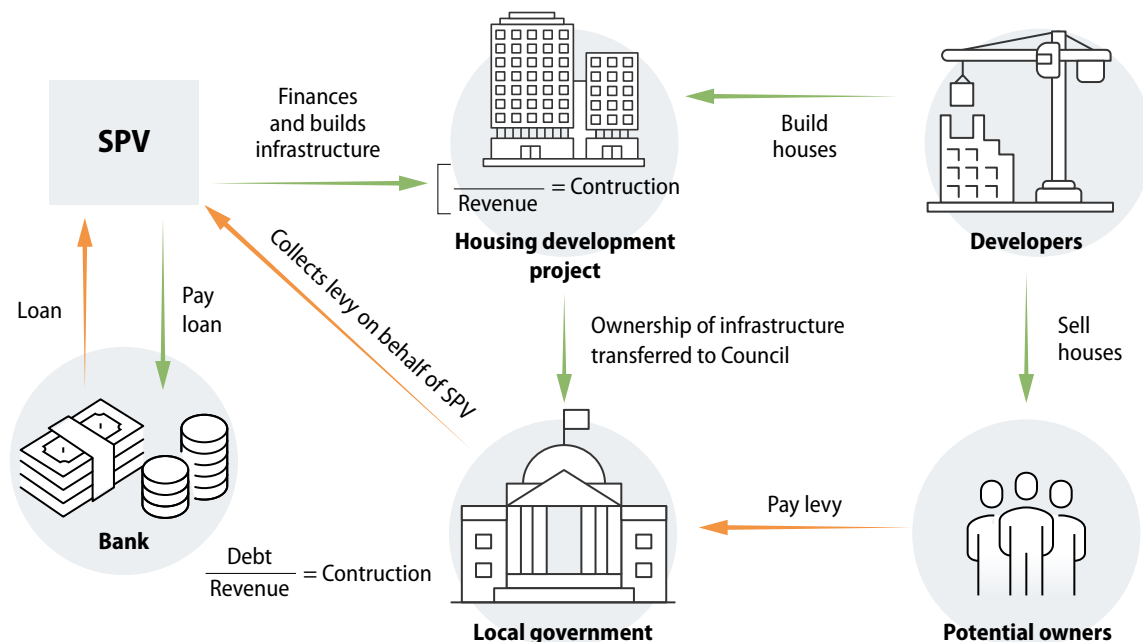 SPV
Finances
and builds
infrastructure
Build
houses
Revenue
= Contruction
Housing development
project
Developers
Collects levy on behalf of SPV
Loan
Pay
loan
Ownership of infrastructure
transferred to Council
Sell
houses
Bank
Pay levy
Debt
Revenue
= Contruction
Local government
Potential owners